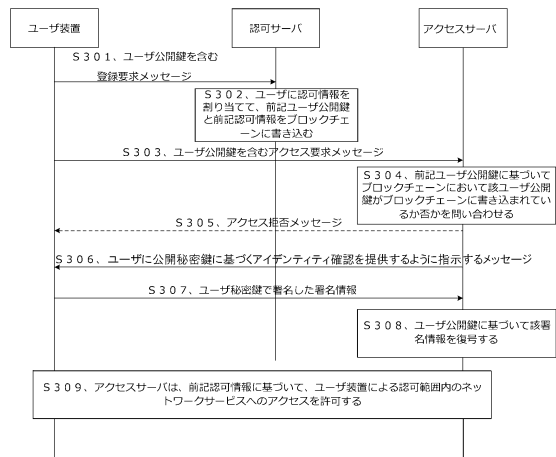 ユーザ装置
認可サーバ
アクセスサーバ
S301、ユーザ公開鍵を含む
登録要求メッセージ
S302、ユーザに認可情報を
割り当てて、前記ユーザ公開鍵
と前記認可情報をブロックチェ
ーンに書き込む
S303、ユーザ公開鍵を含むアクセス要求メッセージ
S304、前記ユーザ公開鍵に基づいて
ブロックチェーンにおいて該ユーザ公開
鍵がブロックチェーンに書き込まれてい
るか否かを問い合わせる
S305、アクセス拒否メッセージ
S306、ユーザに公開秘密鍵に基づくアイデンティティ確認を提供するように指示するメッセージ
S307、ユーザ秘密鍵で署名した署名情報
S308、ユーザ公開鍵に基づいて該署
名情報を復号する
S309、アクセスサーバは、前記認可情報に基づいて、ユーザ装置による認可範囲内のネッ
トワークサービスへのアクセスを許可する